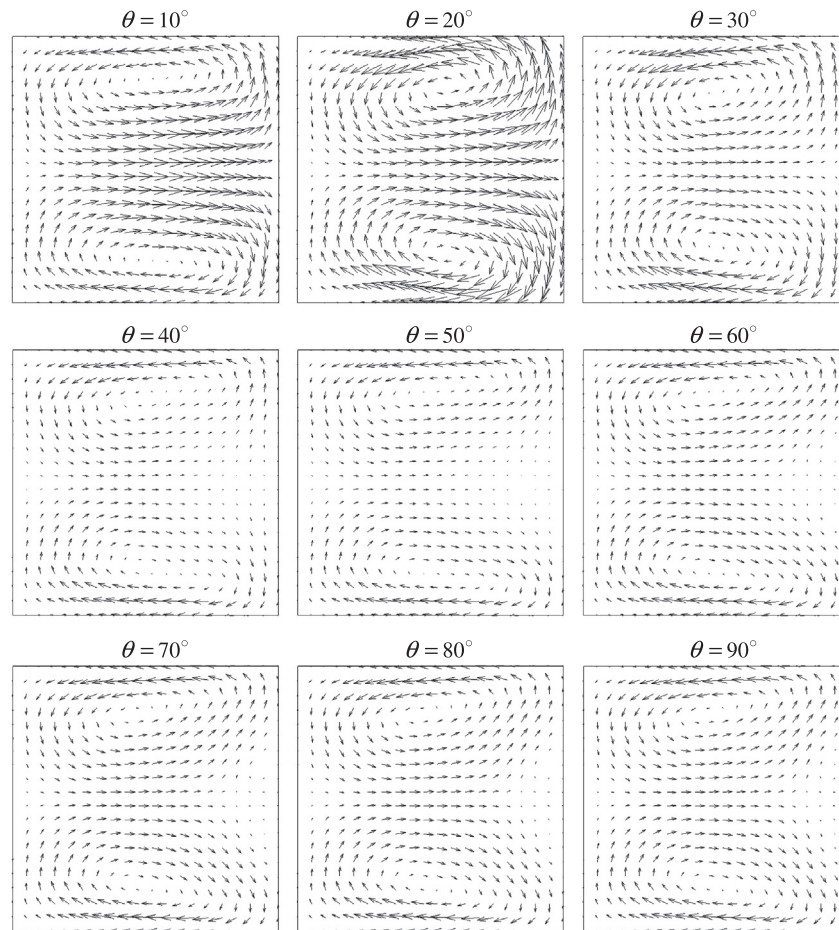 θ = 10°
θ = 20°
θ = 30°
θ = 40°
θ = 50°
θ = 60°
θ = 70°
θ = 80°
θ = 90°